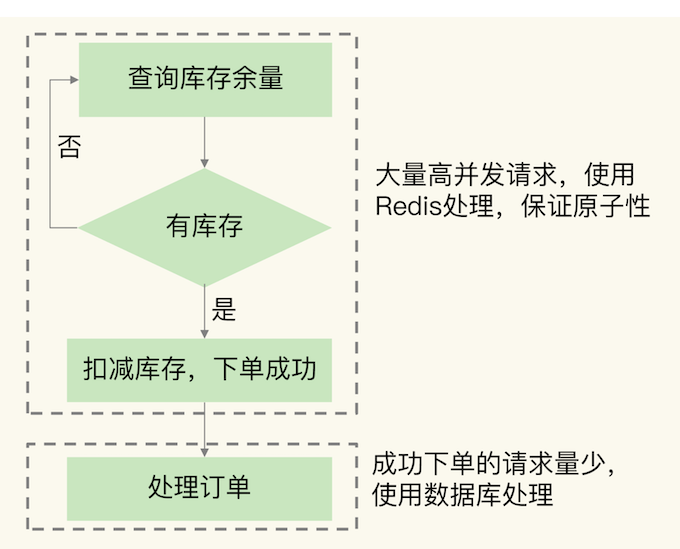 查询库存余量
否
有库存
大量高并发请求，使用
Redis处理，保证原子性
是
扣减库存，下单成功
处理订单
成功下单的请求量少，
使用数据库处理